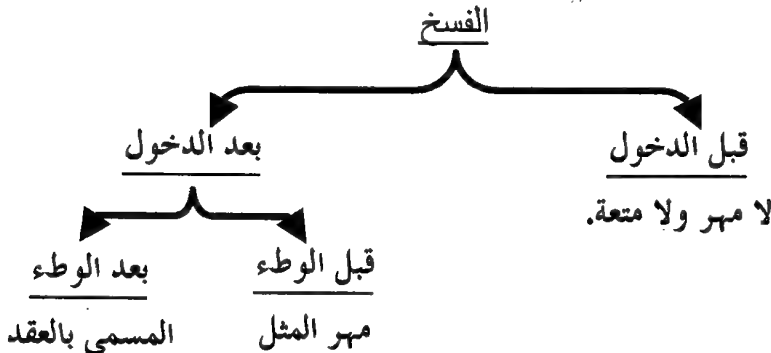 الفسخ
قبل الدخول
لا مهر ولا متعة.
بعد الدخول
قبل الوطء
مهر المثل
بعد الوطء
المسمى بالعقد